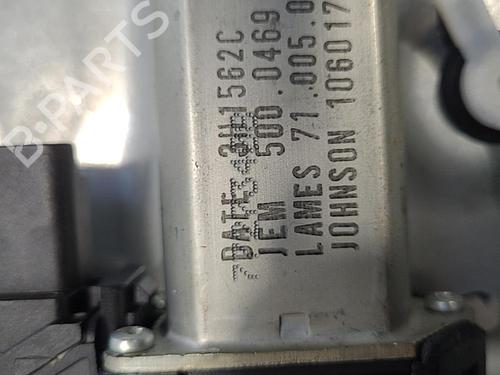 DATE 3H1562C
JEM 500.0469
LAMES 71.005.0
JOHNSON 106017
B-PARTS